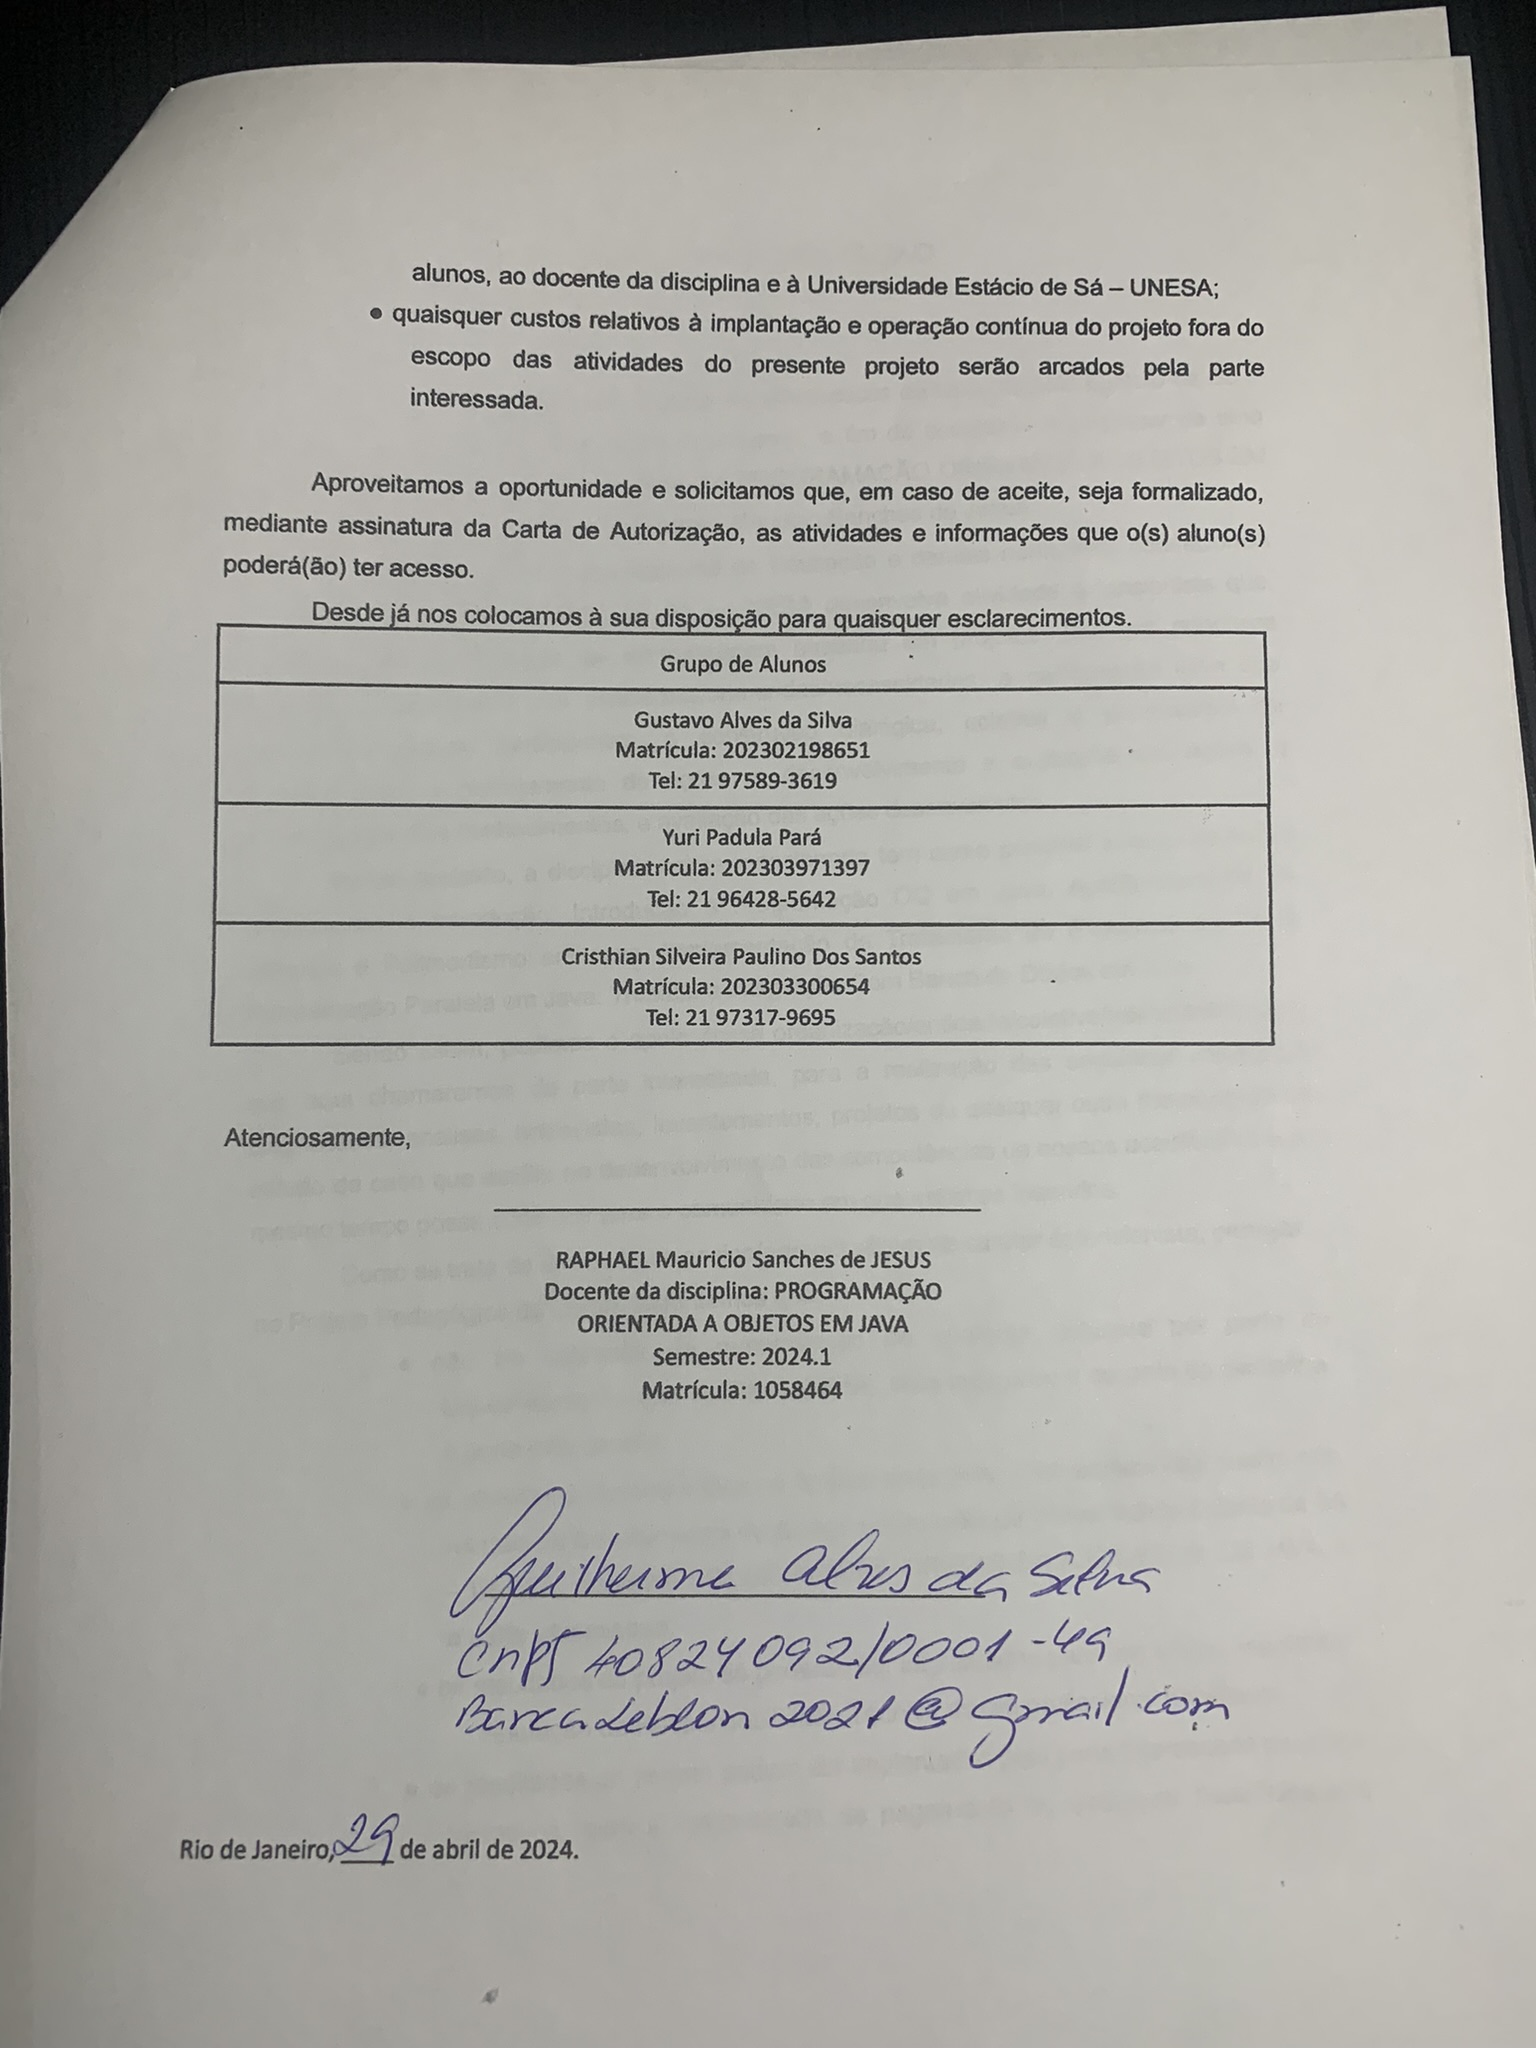 alunos, ao docente da disciplina e à Universidade Estácio de Sá – UNESA;
● quaisquer custos relativos à implantação e operação contínua do projeto fora do
escopo das atividades do presente projeto serão arcados pela parte
interessada.
Aproveitamos a oportunidade e solicitamos que, em caso de aceite, seja formalizado,
mediante assinatura da Carta de Autorização, as atividades e informações que o(s) aluno(s)
poderá(ão) ter acesso.
Desde já nos colocamos à sua disposição para quaisquer esclarecimentos.
Grupo de Alunos
Gustavo Alves da Silva
Matrícula: 202302198651
Tel: 21 97589-3619
Yuri Padula Pará
Matrícula: 202303971397
Tel: 21 96428-5642
Cristhian Silveira Paulino Dos Santos
Matrícula: 202303300654
Tel: 21 97317-9695
Atenciosamente,
RAPHAEL Mauricio Sanches de JESUS
Docente da disciplina: PROGRAMAÇÃO
ORIENTADA A OBJETOS EM JAVA
Semestre: 2024.1
Matrícula: 1058464
Guilherme Alves da Silva
CNPJ 40824092/0001-49
Barcaleblon2021@gmail.com
Rio de Janeiro, 29 de abril de 2024.